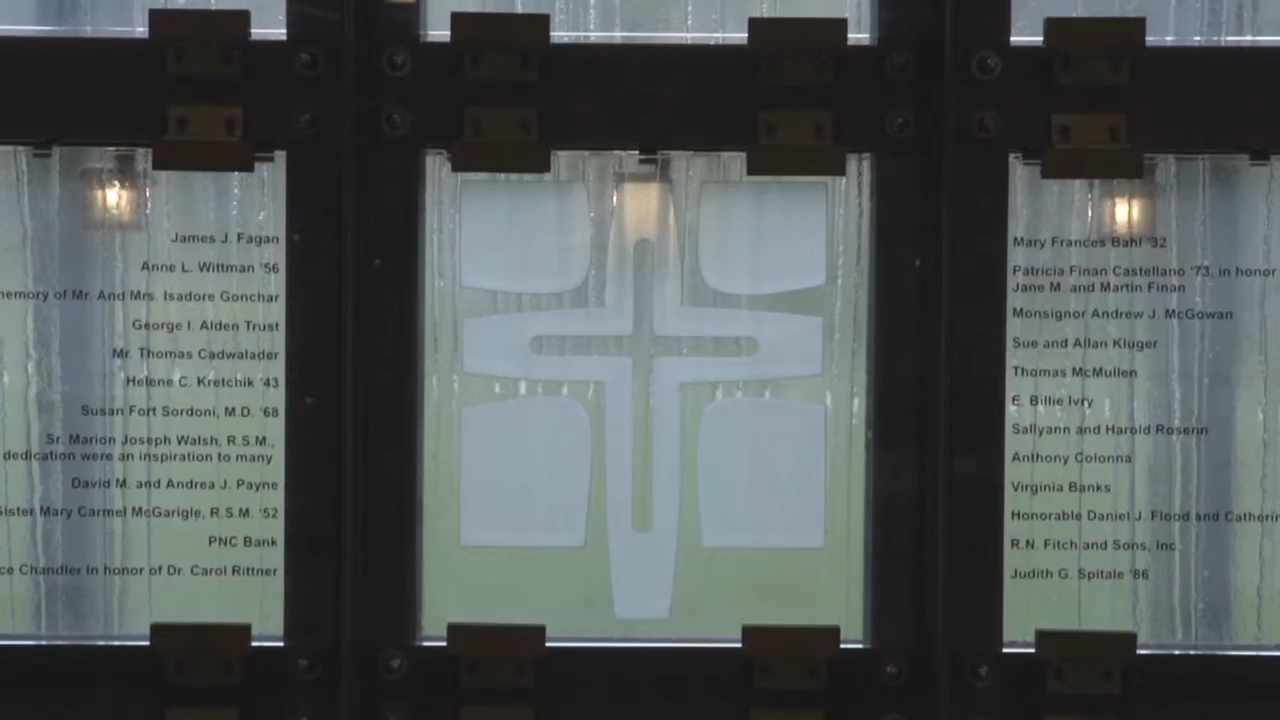 James J. Fagan
Anne L. Wittman '56
memory of Mr. And Mrs. Isadore Gonchar
George I. Alden Trust
Mr. Thomas Cadwalader
Helene C. Kretchik '43
Susan Fort Sordoni, M.D. '68
Sr. Marion Joseph Walsh, R.S.M.,
dedication were an inspiration to many
David M. and Andrea J. Payne
Sister Mary Carmel McGarigle, R.S.M. '52
PNC Bank
ce Chandler In honor of Dr. Carol Rittner
Mary Frances Bahl '32
Patricia Finan Castellano '73, in honor
Jane M. and Martin Finan
Monsignor Andrew J. McGowan
Sue and Allan Kluger
Thomas McMullen
E. Billie Ivry
Sallyann and Harold Rosenn
Anthony Colonna
Virginia Banks
Honorable Daniel J. Flood and Catherin
R.N. Fitch and Sons, Inc.
Judith G. Spitale '86